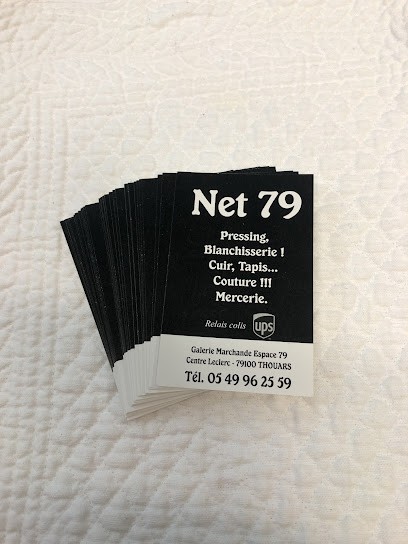 Net 79
Pressing,
Blanchisserie !
Cuir, Tapis...
Couture !!!
Mercerie.
Relais colis ups
Galerie Marchande Espace 79
Centre Leclerc - 79100 THOUARS
Tél. 05 49 96 25 59